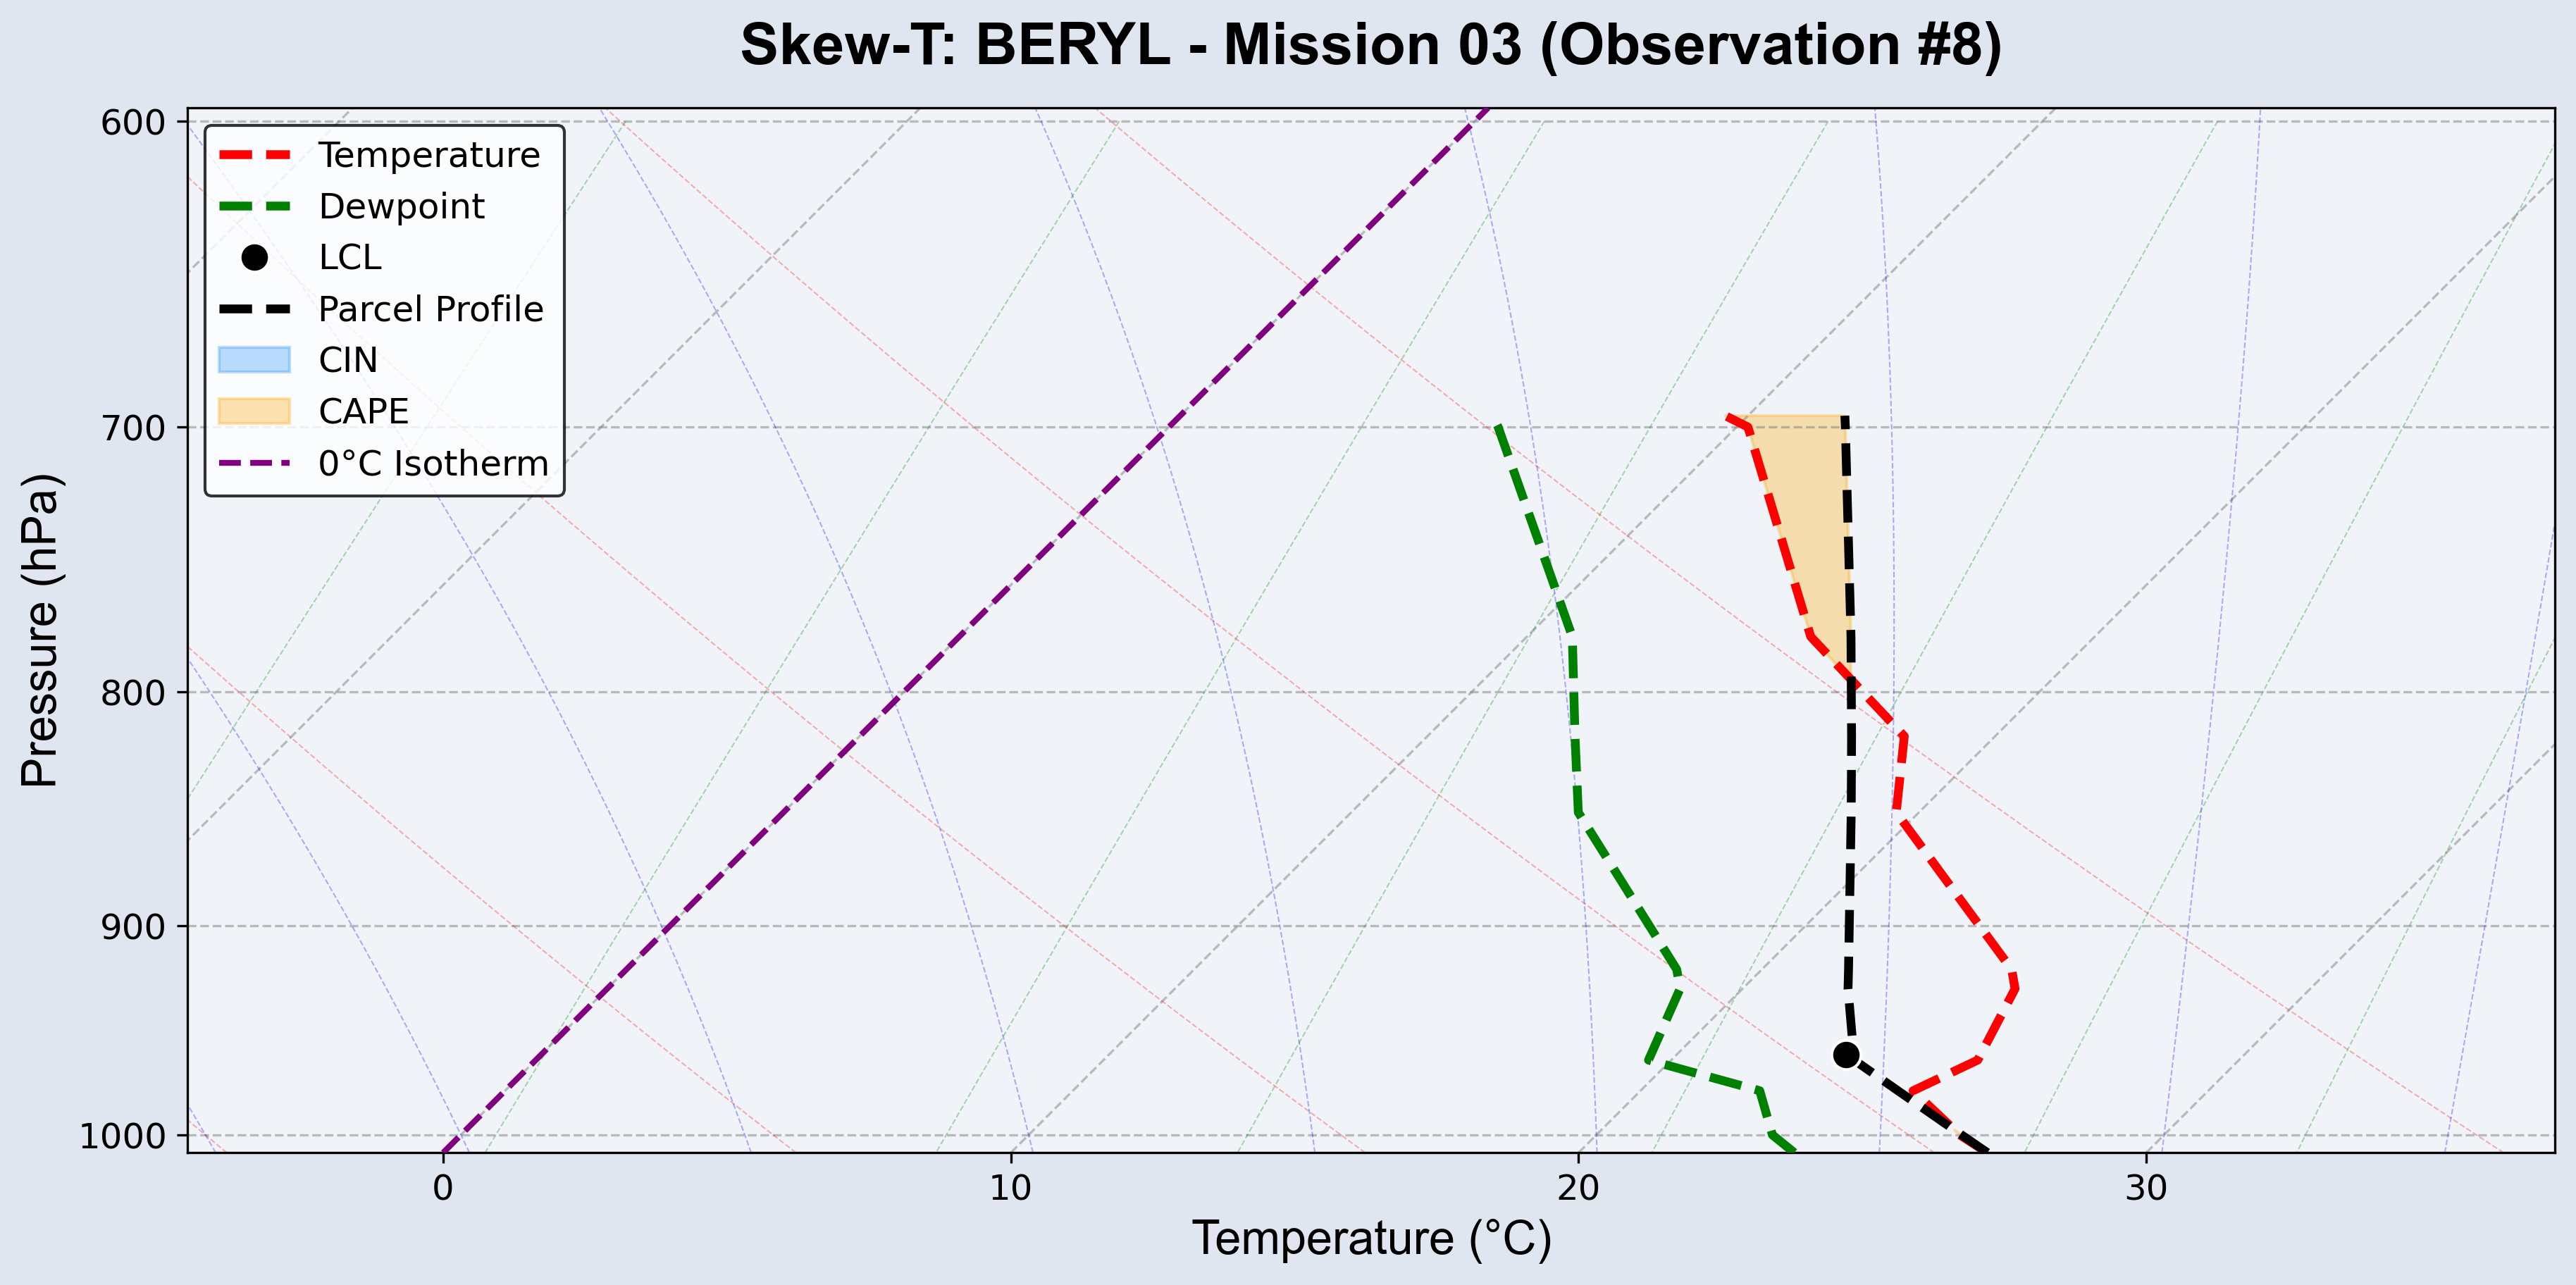 Skew-T: BERYL - Mission 03 (Observation #8)
600
700
800
900
1000
Pressure (hPa)
Temperature
Dewpoint
LCL
Parcel Profile
CIN
CAPE
0°C Isotherm
0
10
20
30
Temperature (°C)